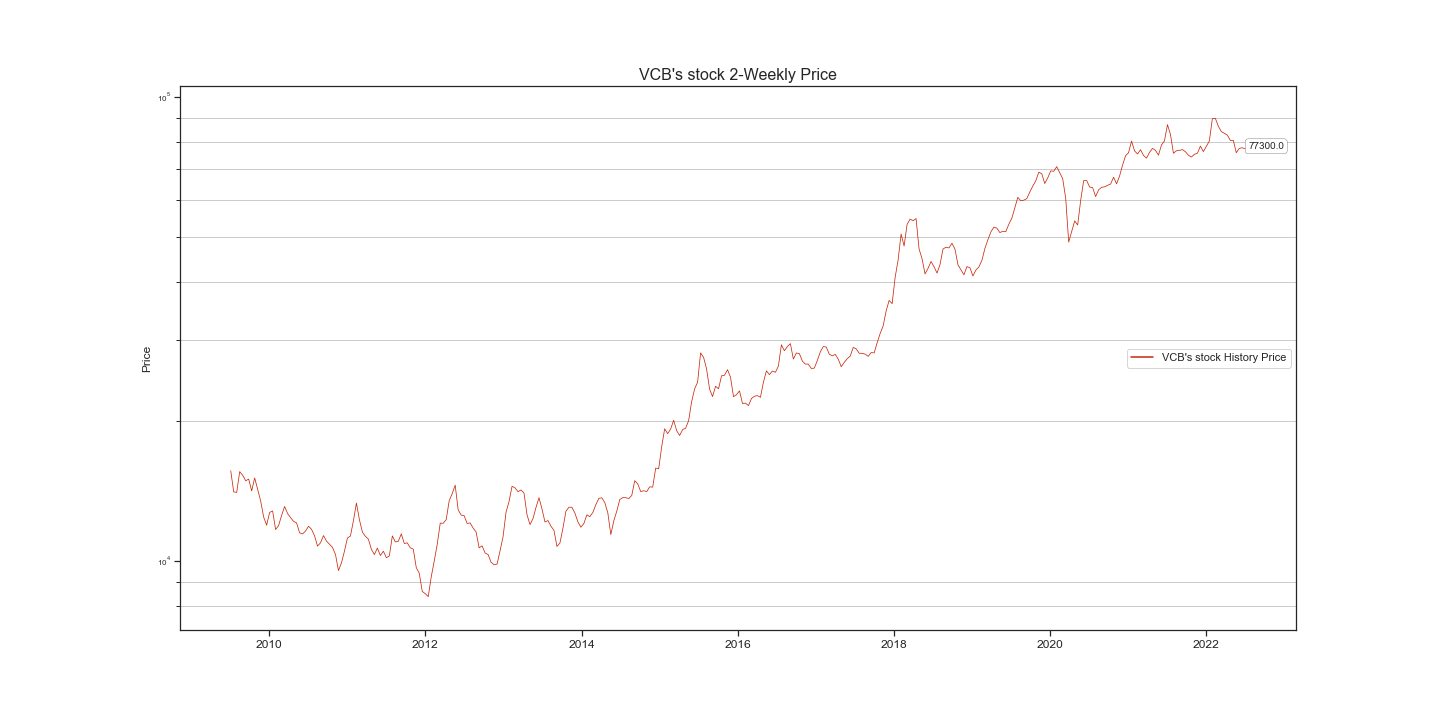 VCB's stock 2-Weekly Price
10⁵
77300.0
Price
VCB's stock History Price
10⁴
2010 2012 2014 2016 2018 2020 2022